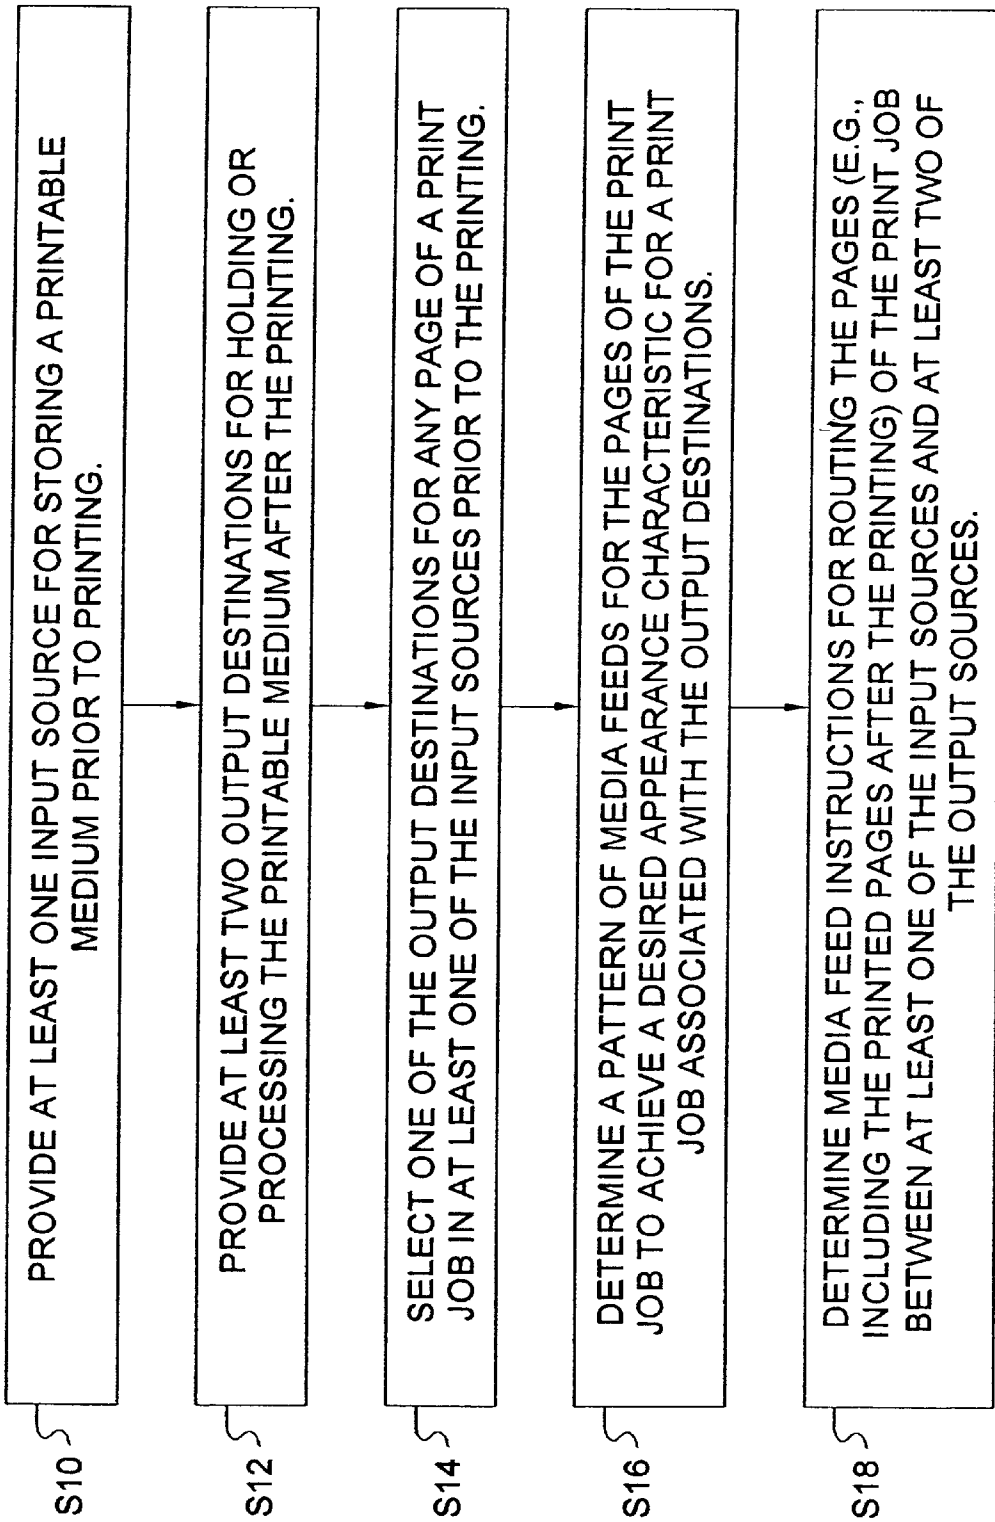 S10
PROVIDE AT LEAST ONE INPUT SOURCE FOR STORING A PRINTABLE
MEDIUM PRIOR TO PRINTING.
S12
PROVIDE AT LEAST TWO OUTPUT DESTINATIONS FOR HOLDING OR
PROCESSING THE PRINTABLE MEDIUM AFTER THE PRINTING.
S14
SELECT ONE OF THE OUTPUT DESTINATIONS FOR ANY PAGE OF A PRINT
JOB IN AT LEAST ONE OF THE INPUT SOURCES PRIOR TO THE PRINTING.
S16
DETERMINE A PATTERN OF MEDIA FEEDS FOR THE PAGES OF THE PRINT
JOB TO ACHIEVE A DESIRED APPEARANCE CHARACTERISTIC FOR A PRINT
JOB ASSOCIATED WITH THE OUTPUT DESTINATIONS.
S18
DETERMINE MEDIA FEED INSTRUCTIONS FOR ROUTING THE PAGES (E.G.,
INCLUDING THE PRINTED PAGES AFTER THE PRINTING) OF THE PRINT JOB
BETWEEN AT LEAST ONE OF THE INPUT SOURCES AND AT LEAST TWO OF
THE OUTPUT SOURCES.